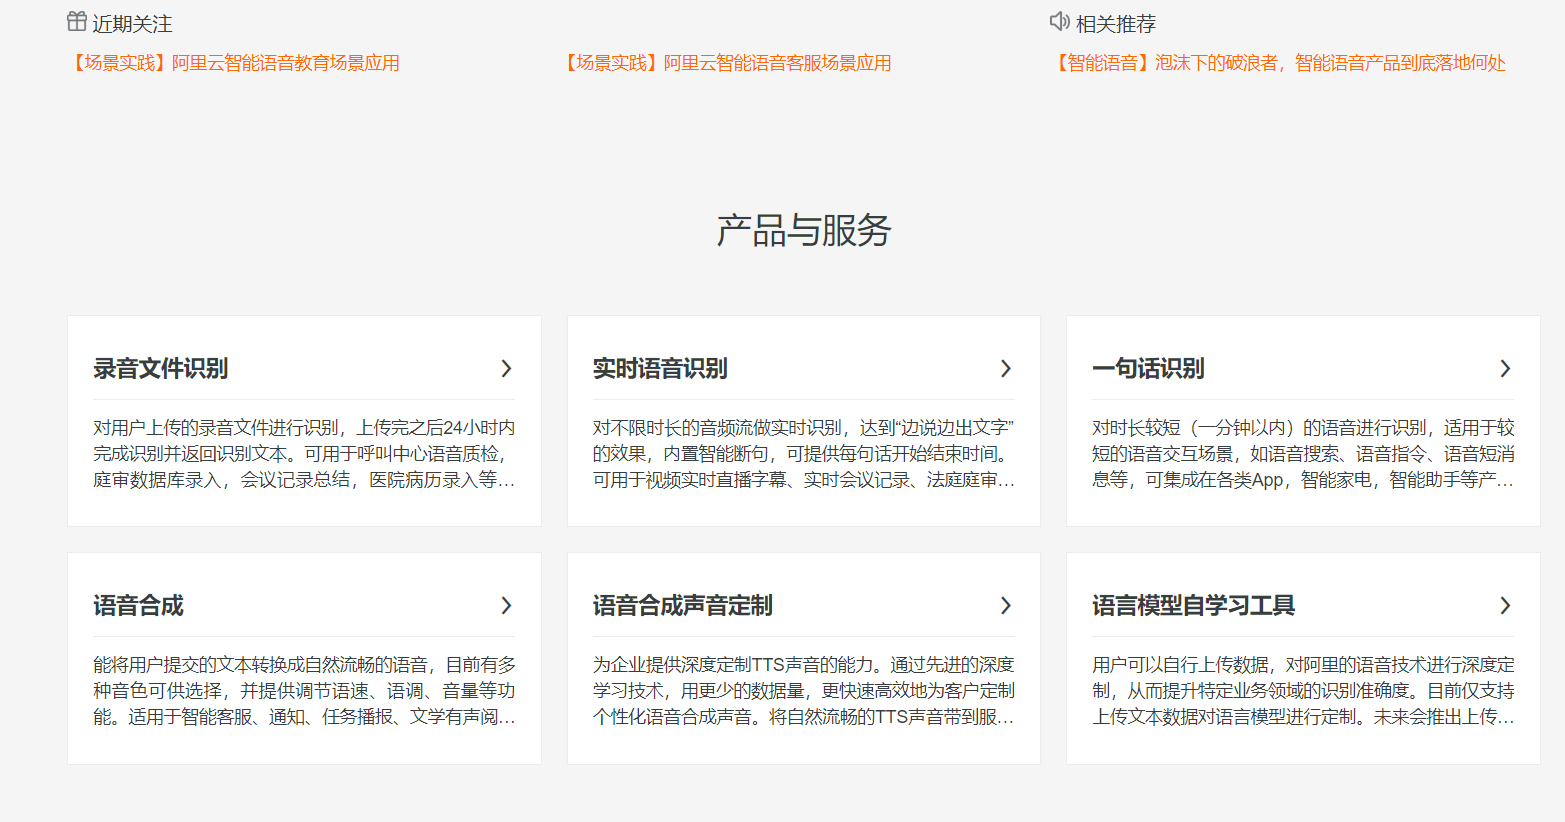 近期关注
相关推荐
【场景实践】阿里云智能语音教育场景应用
【场景实践】阿里云智能语音客服场景应用
【智能语音】泡沫下的破浪者，智能语音产品到底落地何处
产品与服务
录音文件识别
对用户上传的录音文件进行识别，上传完之后24小时内
完成识别并返回识别文本。可用于呼叫中心语音质检，
庭审数据库录入，会议记录总结，医院病历录入等…
实时语音识别
对不限时长的音频流做实时识别，达到“边说边出文字”
的效果，内置智能断句，可提供每句话开始结束时间。
可用于视频实时直播字幕、实时会议记录、法庭庭审…
一句话识别
对时长较短（一分钟以内）的语音进行识别，适用于较
短的语音交互场景，如语音搜索、语音指令、语音短消
息等，可集成在各类App，智能家电，智能助手等产…
语音合成
能将用户提交的文本转换成自然流畅的语音，目前有多
种音色可供选择，并提供调节语速、语调、音量等功
能。适用于智能客服、通知、任务播报、文学有声阅…
语音合成声音定制
为企业提供深度定制TTS声音的能力。通过先进的深度
学习技术，用更少的数据量，更快速高效地为客户定制
个性化语音合成声音。将自然流畅的TTS声音带到服…
语言模型自学习工具
用户可以自行上传数据，对阿里的语音技术进行深度定
制，从而提升特定业务领域的识别准确度。目前仅支持
上传文本数据对语言模型进行定制。未来会推出上传…